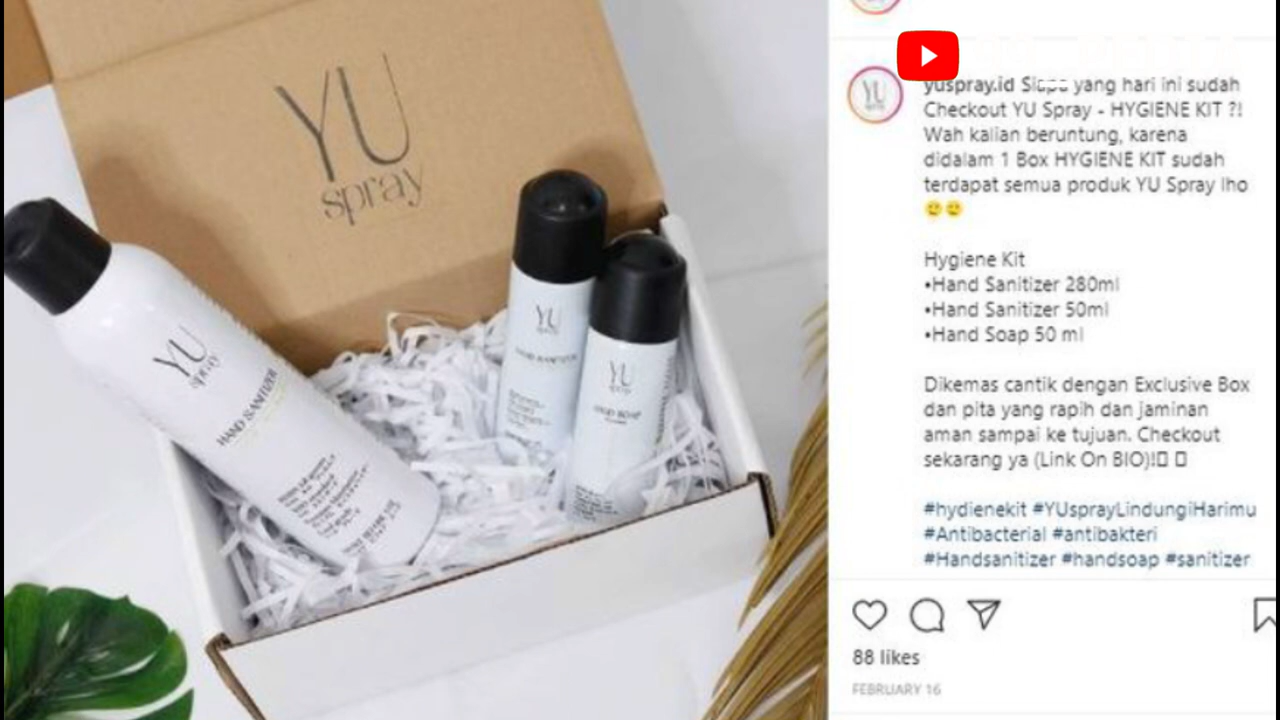 YU
spray
YU
spray
HAND SANITIZER
YU
spray
HAND SANITIZER
YU
spray
HAND SOAP
yuspray.id Siapa yang hari ini sudah
Checkout YU Spray - HYGIENE KIT ?!
Wah kalian beruntung, karena
didalam 1 Box HYGIENE KIT sudah
terdapat semua produk YU Spray lho
Hygiene Kit
•Hand Sanitizer 280ml
•Hand Sanitizer 50ml
•Hand Soap 50 ml
Dikemas cantik dengan Exclusive Box
dan pita yang rapih dan jaminan
aman sampai ke tujuan. Checkout
sekarang ya (Link On BIO)!
#hydienekit #YUsprayLindungiHarimu
#Antibacterial #antibakteri
#Handsanitizer #handsoap #sanitizer
88 likes
FEBRUARY 16